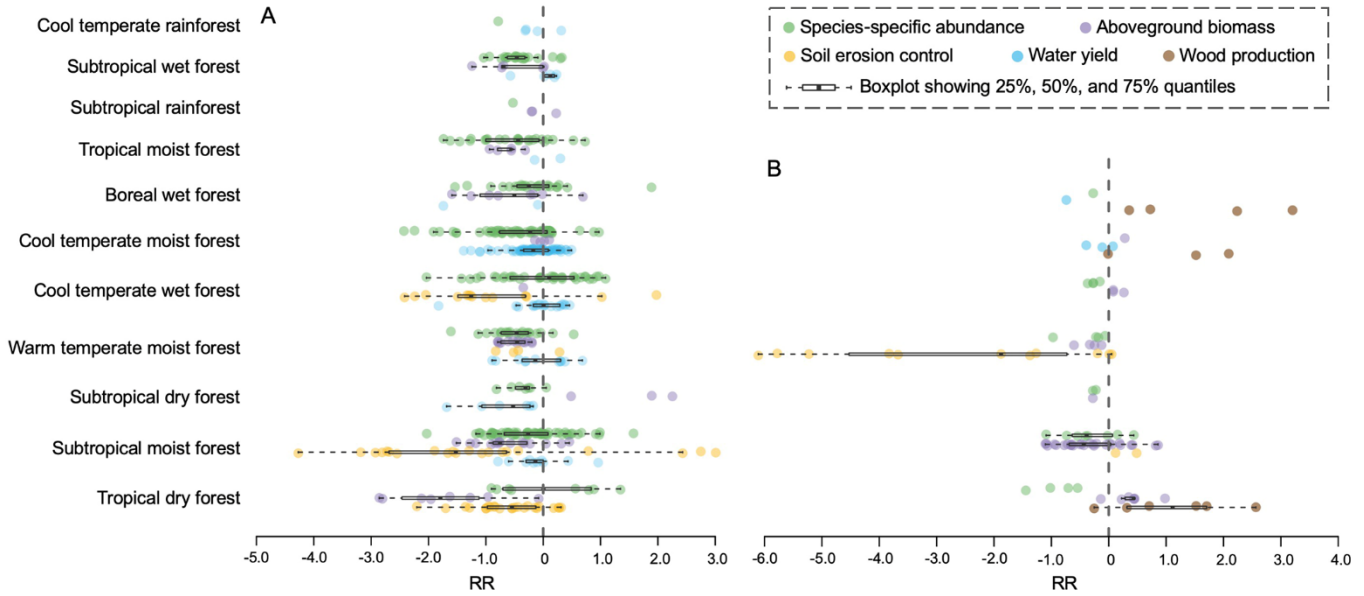 A
Cool temperate rainforest
Subtropical wet forest
Subtropical rainforest
Tropical moist forest
Boreal wet forest
Cool temperate moist forest
Cool temperate wet forest
Warm temperate moist forest
Subtropical dry forest
Subtropical moist forest
Tropical dry forest
-5.0 -4.0 -3.0 -2.0 -1.0 0 1.0 2.0 3.0
RR
Species-specific abundance Aboveground biomass
Soil erosion control Water yield Wood production
Boxplot showing 25%, 50%, and 75% quantiles
B
-6.0 -5.0 -4.0 -3.0 -2.0 -1.0 0 1.0 2.0 3.0 4.0
RR